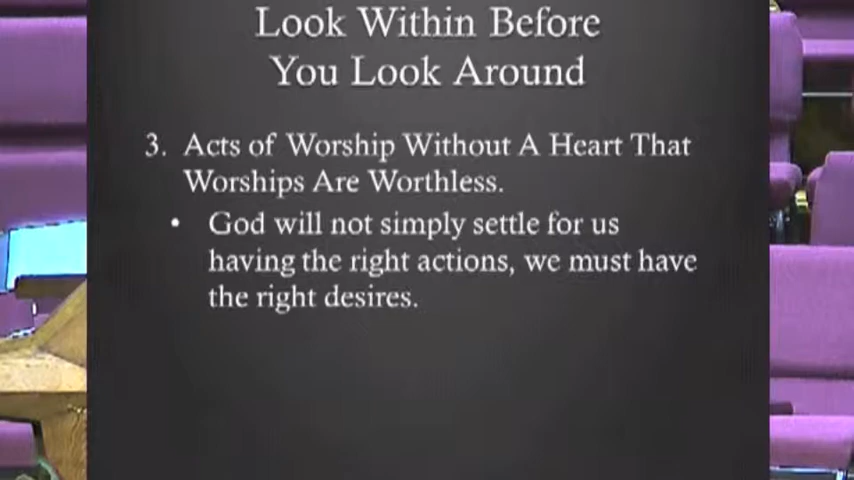 Look Within Before
You Look Around
3. Acts of Worship Without A Heart That
Worships Are Worthless.
• God will not simply settle for us
having the right actions, we must have
the right desires.